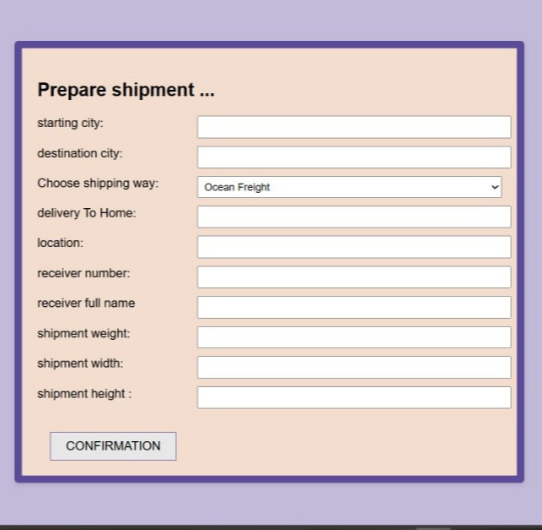 Prepare shipment ...
starting city:
destination city:
Choose shipping way:
Ocean Freight
delivery To Home:
location:
receiver number:
receiver full name
shipment weight:
shipment width:
shipment height :
CONFIRMATION